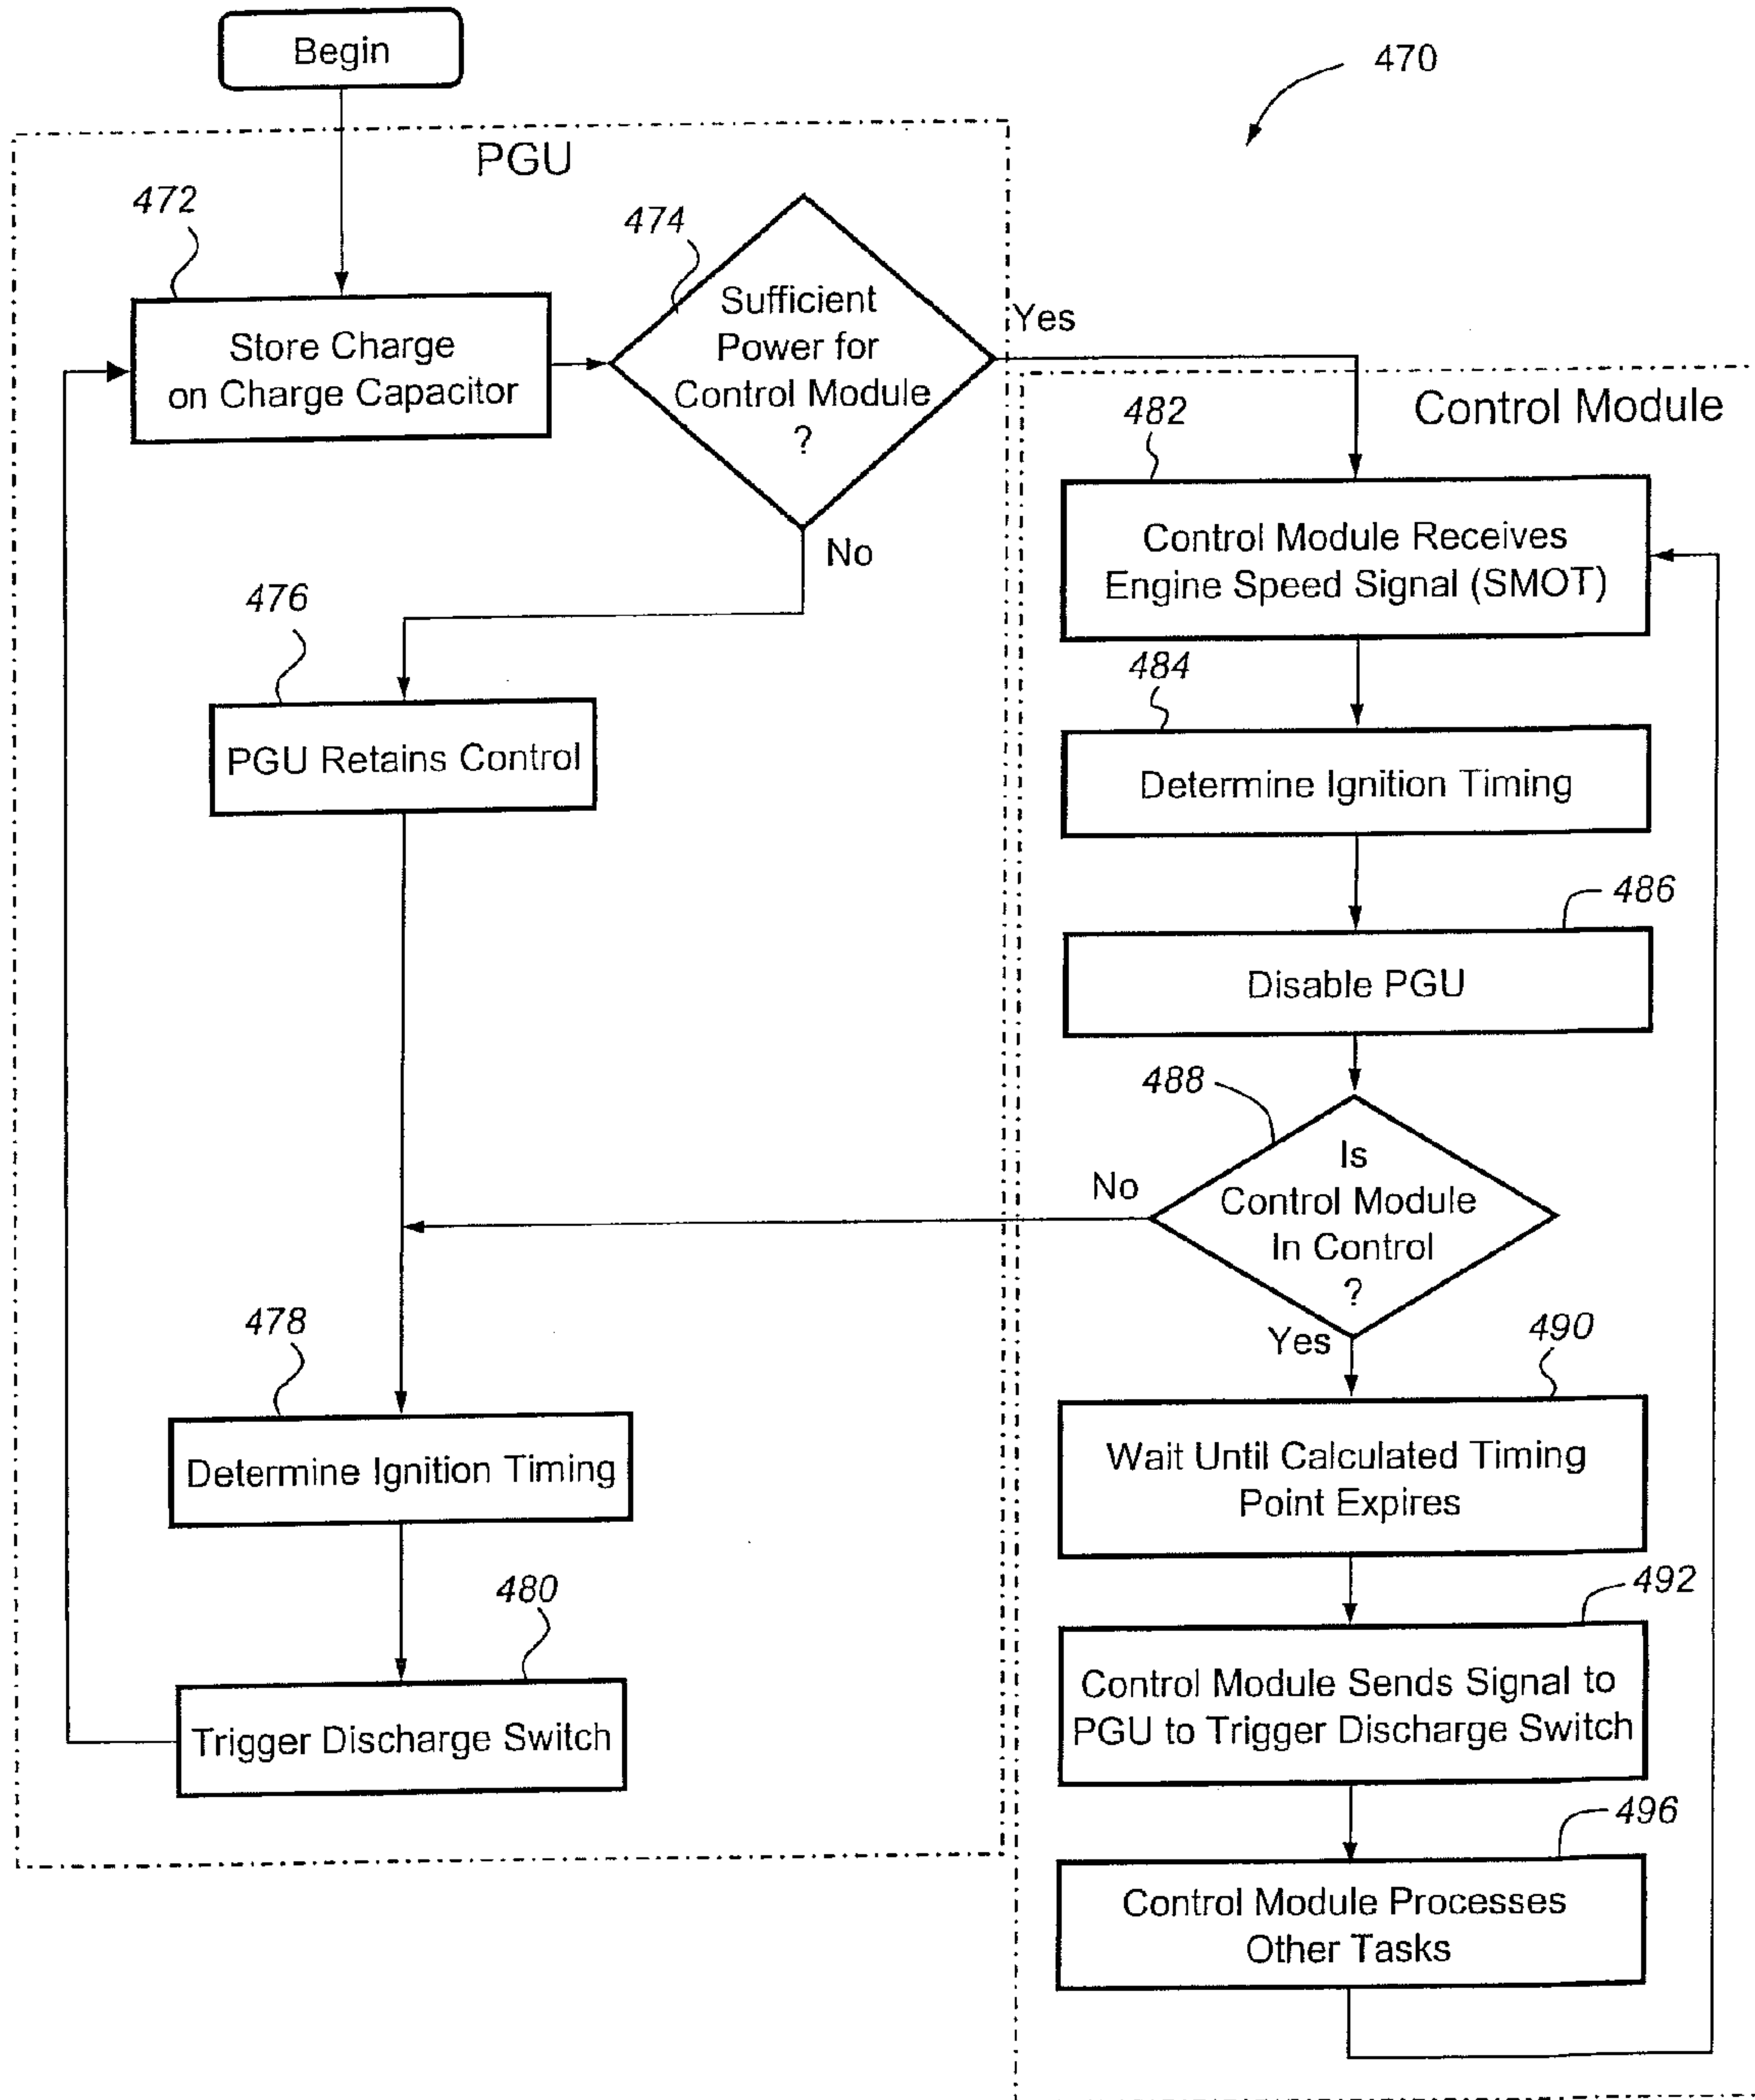 Begin
470
PGU
472
474
Store Charge
on Charge Capacitor
Sufficient
Power for
Control Module
?
Yes
No
476
PGU Retains Control
478
Determine Ignition Timing
480
Trigger Discharge Switch
Control Module
482
Control Module Receives
Engine Speed Signal (SMOT)
484
Determine Ignition Timing
486
Disable PGU
488
Is
Control Module
In Control
?
No
Yes
490
Wait Until Calculated Timing
Point Expires
492
Control Module Sends Signal to
PGU to Trigger Discharge Switch
496
Control Module Processes
Other Tasks